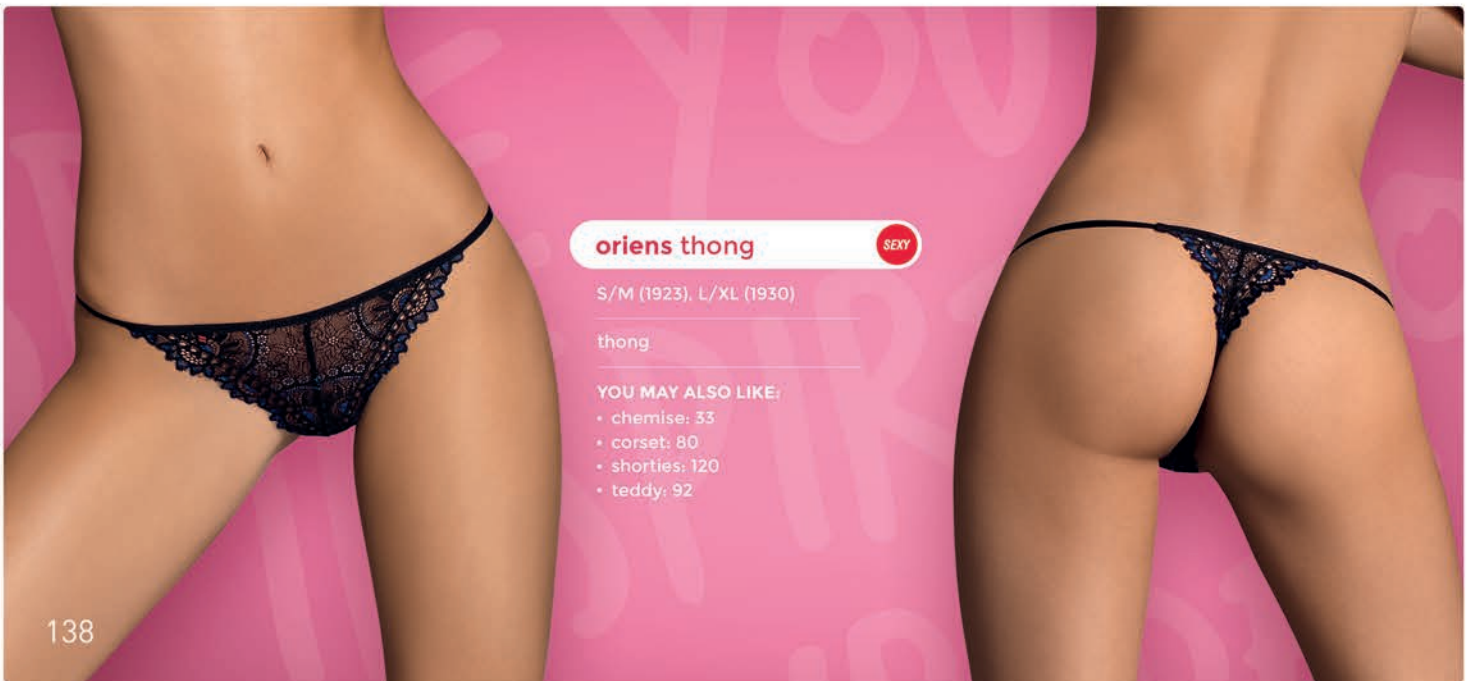 oriens thong
SEXY
S/M (1923), L/XL (1930)
thong
YOU MAY ALSO LIKE:
• chemise: 33
• corset: 80
• shorties: 120
• teddy: 92
138